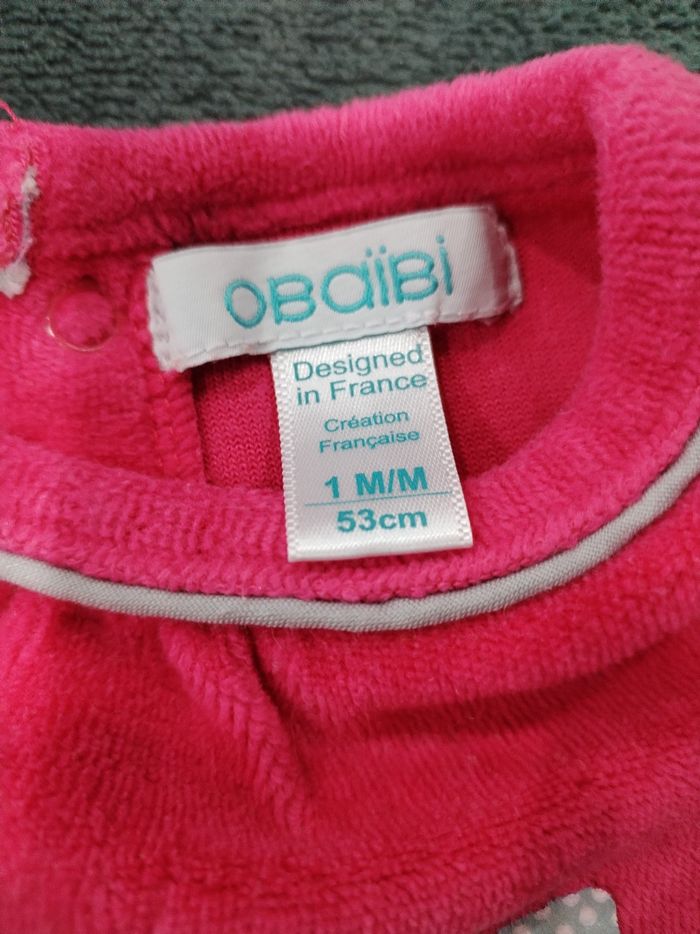 OBaïBi
Designed
in France
Création
Française
1 M/M
53cm